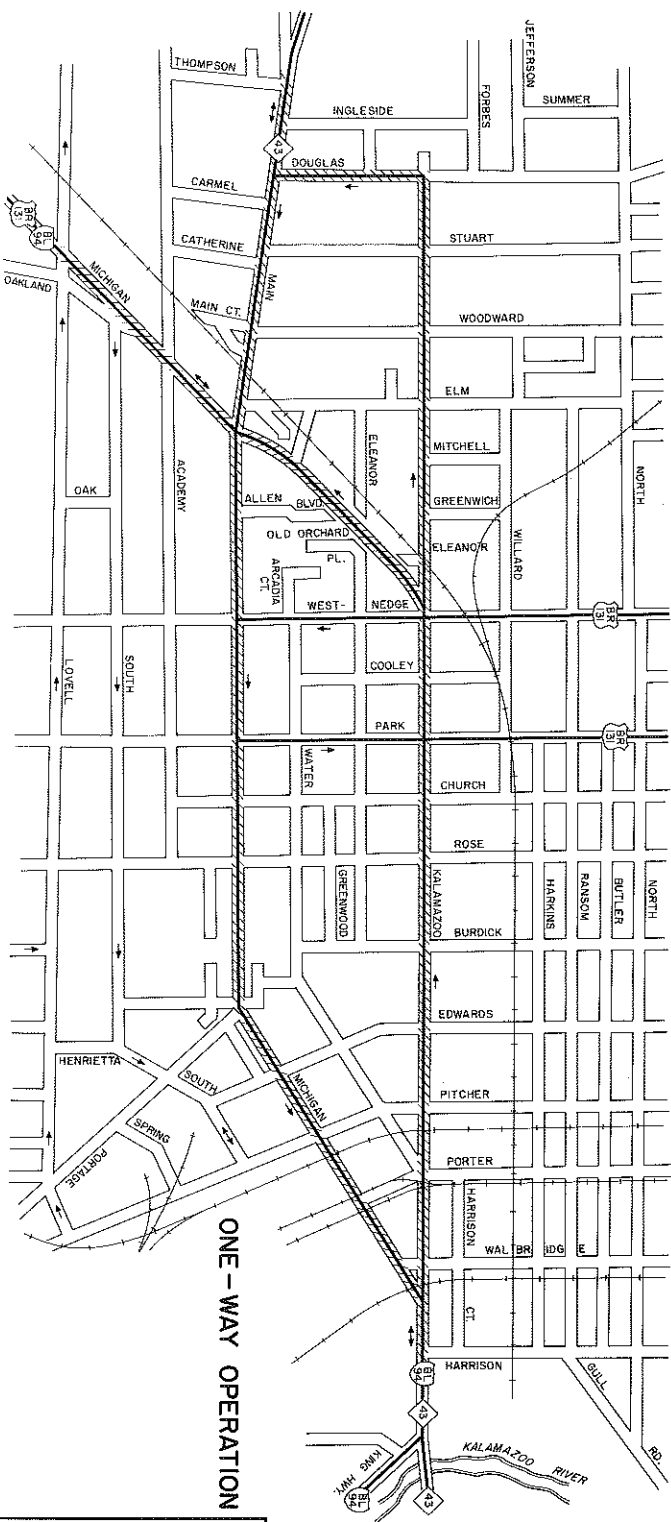 JEFFERSON
SUMMER
FORBES
INGLESIDE
THOMPSON
43
DOUGLAS
CARMEL
CATHERINE
STUART
MAIN
MAIN CT.
WOODWARD
BR
131
BL
94
MICHIGAN
OAKLAND
ELM
MITCHELL
ELEANOR
GREENWICH
NORTH
WILLARD
ACADEMY
OAK
ALLEN BLVD.
OLD ORCHARD
PL.
ELEANOR
ARCADIA
CT.
WEST-
NEDGE
BR
131
COOLEY
LOVELL
SOUTH
PARK
BR
131
WATER
CHURCH
ROSE
GREENWOOD
KALAMAZOO
BURDICK
HARKINS
RANSOM
BUTLER
NORTH
EDWARDS
HENRIETTA
SOUTH
MICHIGAN
PITCHER
SPRING
PORTAGE
PORTER
HARRISON
CT.
WALBRIDGE
HARRISON
GULL
RD.
BL
94
43
KING HWY.
BL
94
43
KALAMAZOO
RIVER
ONE-WAY OPERATION